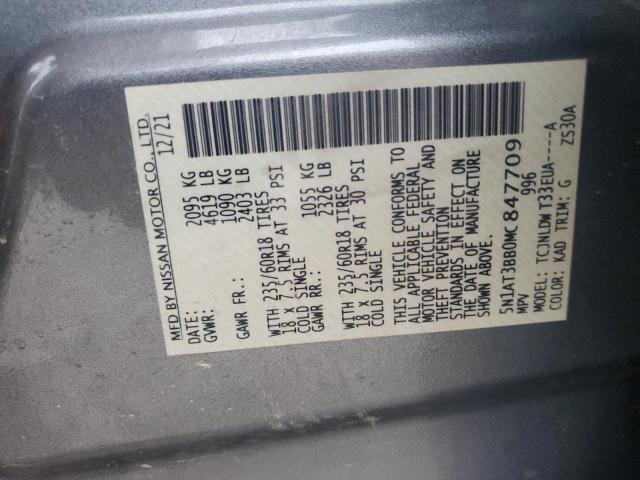 MFD BY NISSAN MOTOR CO., LTD.
DATE: 12/21
GVWR: 2095 KG
4619 LB
GAWR FR.: 1090 KG
2403 LB
WITH 235/60R18 TIRES
18 X 7.5 RIMS AT 33 PSI
COLD SINGLE
GAWR RR.: 1055 KG
2326 LB
WITH 235/60R18 TIRES
18 X 7.5 RIMS AT 30 PSI
COLD SINGLE
THIS VEHICLE CONFORMS TO
ALL APPLICABLE FEDERAL
MOTOR VEHICLE SAFETY AND
THEFT PREVENTION
STANDARDS IN EFFECT ON
THE DATE OF MANUFACTURE
SHOWN ABOVE.
5N1AT3BB0MC847709
MPV 996
MODEL: TCJNLDW T33EUA----A
COLOR: KAD TRIM: G ZS30A